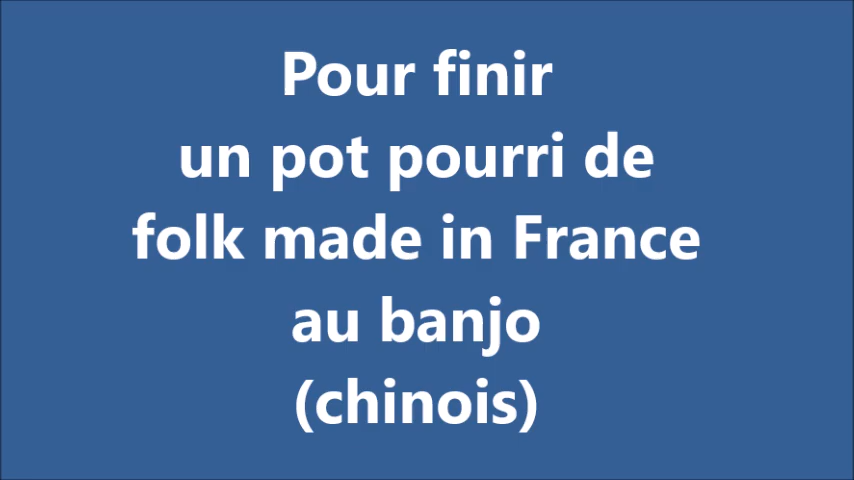 Pour finir
un pot pourri de
folk made in France
au banjo
(chinois)